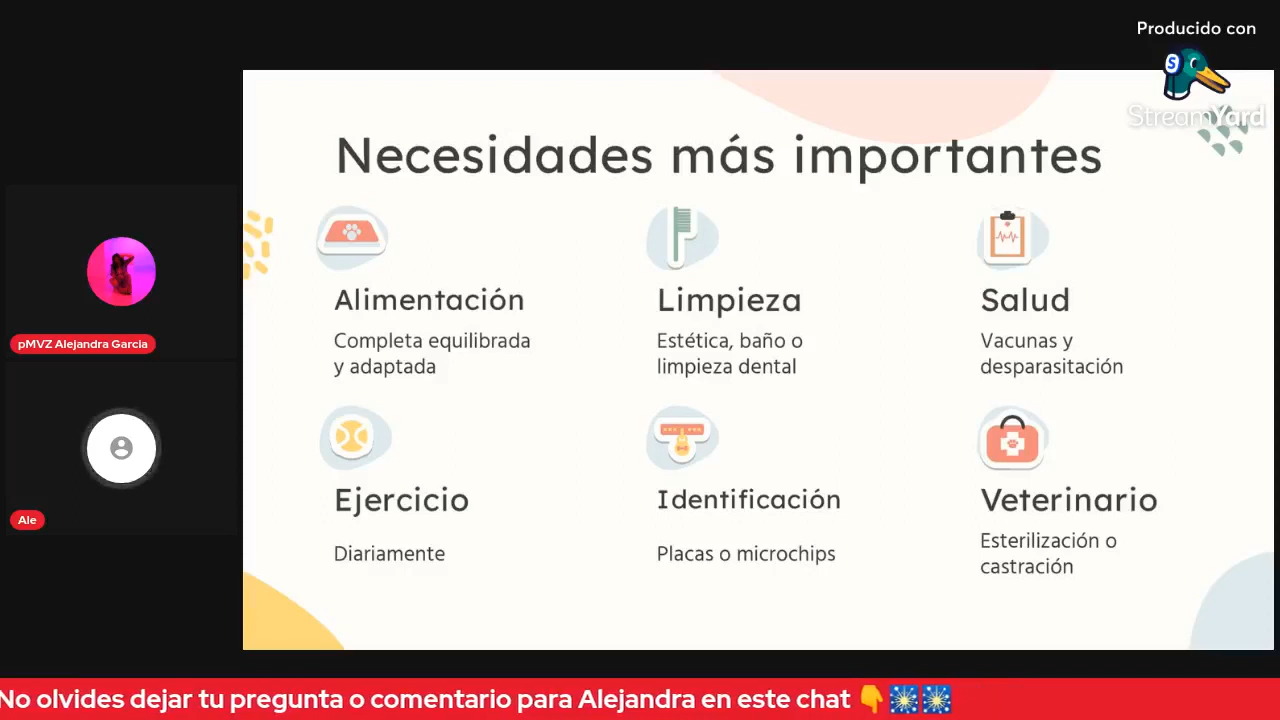 Producido con
StreamYard
Necesidades más importantes
Alimentación
Completa equilibrada
y adaptada
Limpieza
Estética, baño o
limpieza dental
Salud
Vacunas y
desparasitación
Ejercicio
Diariamente
Identificación
Placas o microchips
Veterinario
Esterilización o
castración
pMVZ Alejandra Garcia
Ale
No olvides dejar tu pregunta o comentario para Alejandra en este chat 👇🎇🎇